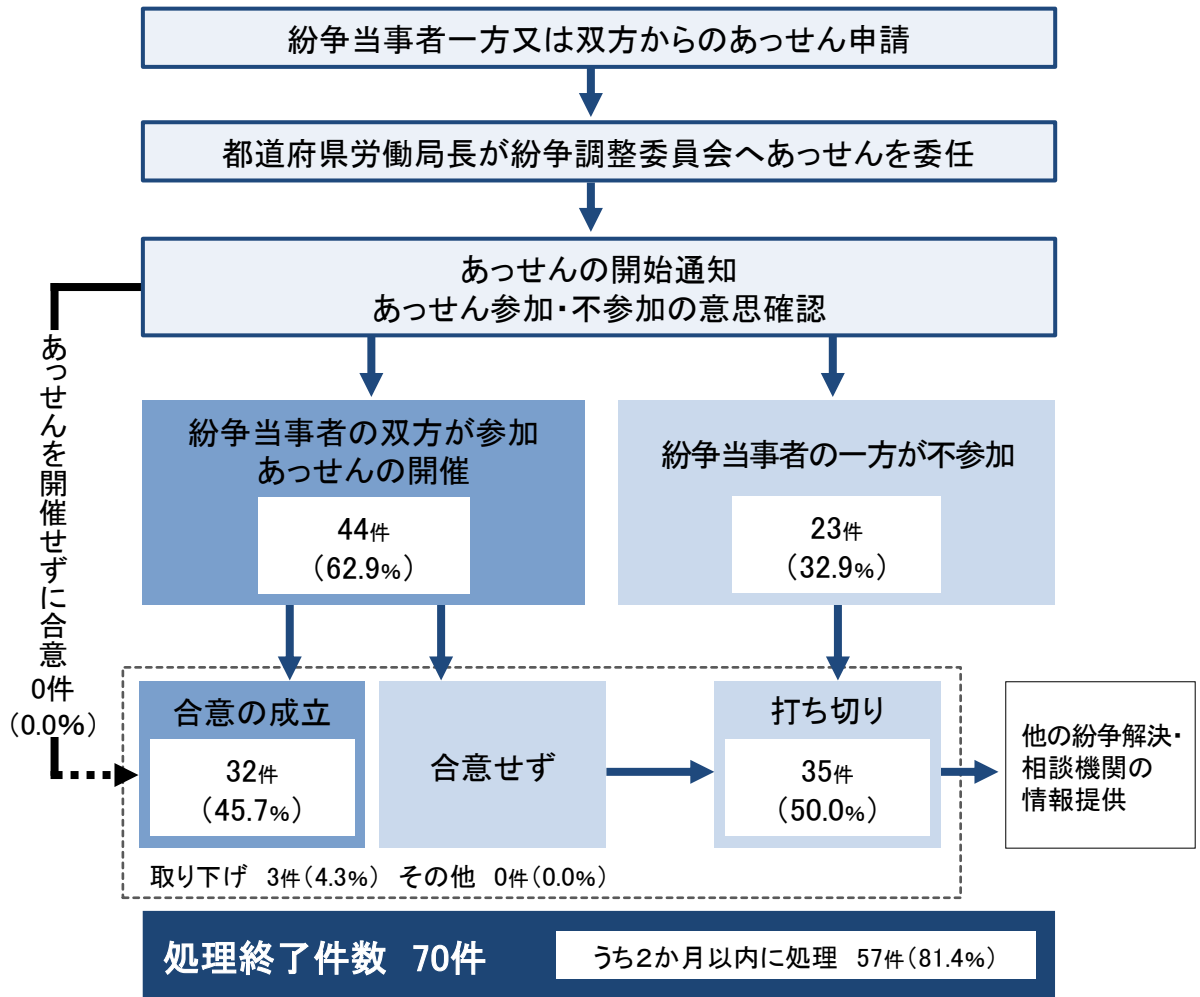 紛争当事者一方又は双方からのあっせん申請
都道府県労働局長が紛争調整委員会へあっせんを委任
あっせんの開始通知
あっせん参加・不参加の意思確認
あっせんを開催せずに合意
0件
(0.0%)
紛争当事者の双方が参加
あっせんの開催
44件
(62.9%)
紛争当事者の一方が不参加
23件
(32.9%)
合意の成立
32件
(45.7%)
合意せず
打ち切り
35件
(50.0%)
他の紛争解決・
相談機関の
情報提供
取り下げ 3件(4.3%) その他 0件(0.0%)
処理終了件数 70件
うち2か月以内に処理 57件(81.4%)